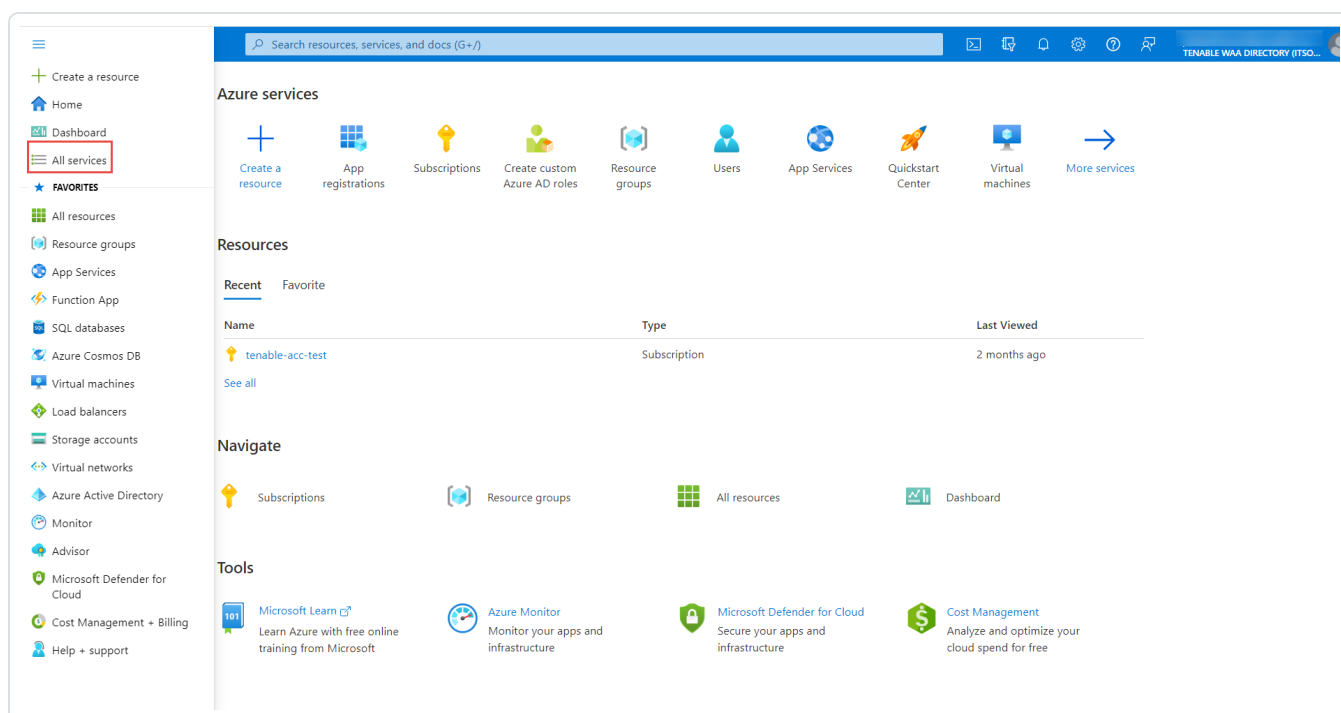 Search resources, services, and docs (G+/)
TENABLE WAA DIRECTORY (ITSO...
Create a resource
Home
Dashboard
All services
FAVORITES
All resources
Resource groups
App Services
Function App
SQL databases
Azure Cosmos DB
Virtual machines
Load balancers
Storage accounts
Virtual networks
Azure Active Directory
Monitor
Advisor
Microsoft Defender for
Cloud
Cost Management + Billing
Help + support
Azure services
Create a
resource
App
registrations
Subscriptions
Create custom
Azure AD roles
Resource
groups
Users
App Services
Quickstart
Center
Virtual
machines
More services
Resources
Recent Favorite
Name Type Last Viewed
tenable-acc-test Subscription 2 months ago
See all
Navigate
Subscriptions Resource groups All resources Dashboard
Tools
101
Microsoft Learn
Learn Azure with free online
training from Microsoft
Azure Monitor
Monitor your apps and
infrastructure
Microsoft Defender for Cloud
Secure your apps and
infrastructure
Cost Management
Analyze and optimize your
cloud spend for free